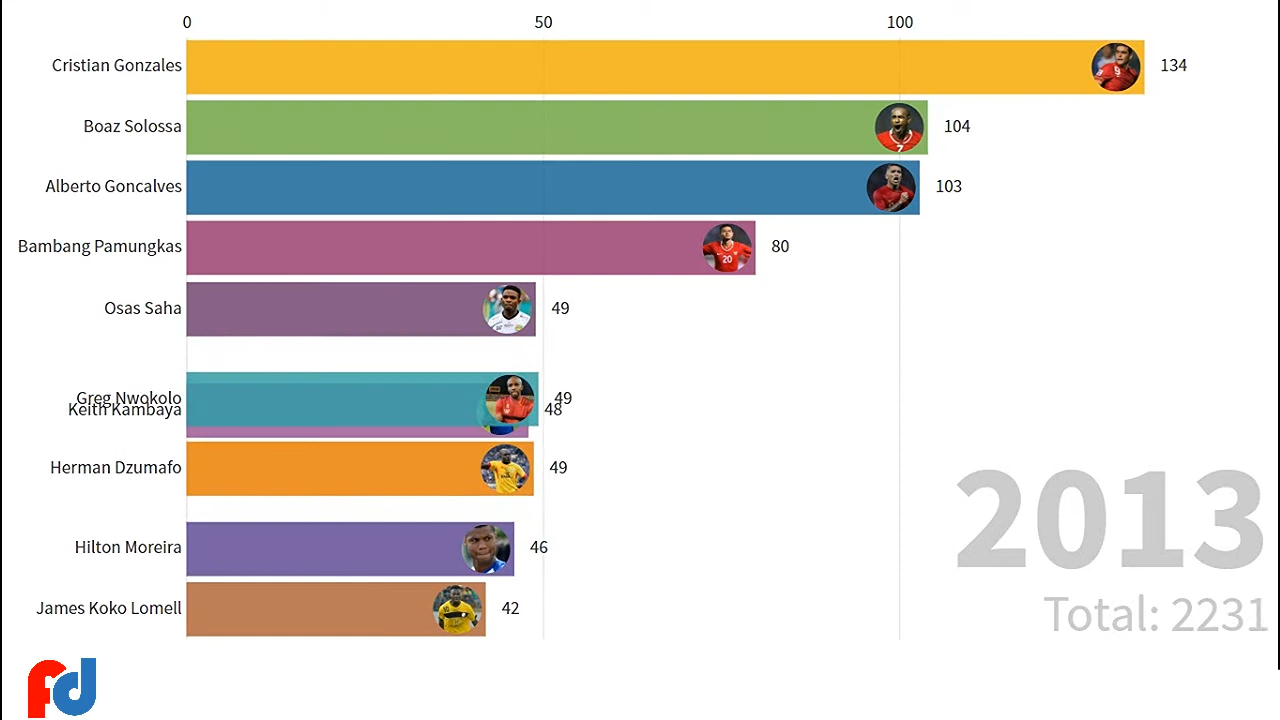 0 50 100
Cristian Gonzales 134
Boaz Solossa 104
Alberto Goncalves 103
Bambang Pamungkas 80
Osas Saha 49
Greg Nwokolo 49
Keith Kambaya 48
Herman Dzumafo 49
Hilton Moreira 46
2013
James Koko Lomell 42
Total: 2231
fd